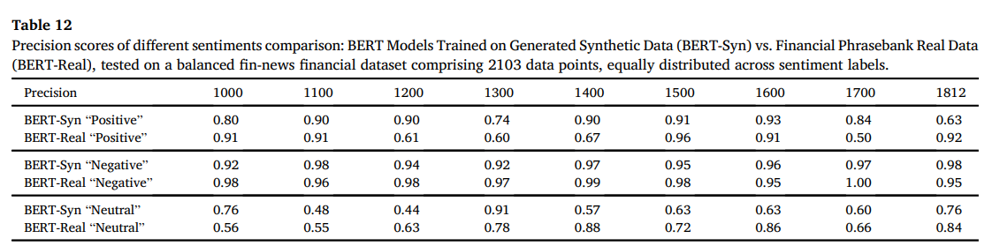 Table 12
Precision scores of different sentiments comparison: BERT Models Trained on Generated Synthetic Data (BERT-Syn) vs. Financial Phrasebank Real Data
(BERT-Real), tested on a balanced fin-news financial dataset comprising 2103 data points, equally distributed across sentiment labels.
Precision 1000 1100 1200 1300 1400 1500 1600 1700 1812
BERT-Syn “Positive” 0.80 0.90 0.90 0.74 0.90 0.91 0.93 0.84 0.63
BERT-Real “Positive” 0.91 0.91 0.61 0.60 0.67 0.96 0.91 0.50 0.92
BERT-Syn “Negative” 0.92 0.98 0.94 0.92 0.97 0.95 0.96 0.97 0.98
BERT-Real “Negative” 0.98 0.96 0.98 0.97 0.99 0.98 0.95 1.00 0.95
BERT-Syn “Neutral” 0.76 0.48 0.44 0.91 0.57 0.63 0.63 0.60 0.76
BERT-Real “Neutral” 0.56 0.55 0.63 0.78 0.88 0.72 0.86 0.66 0.84